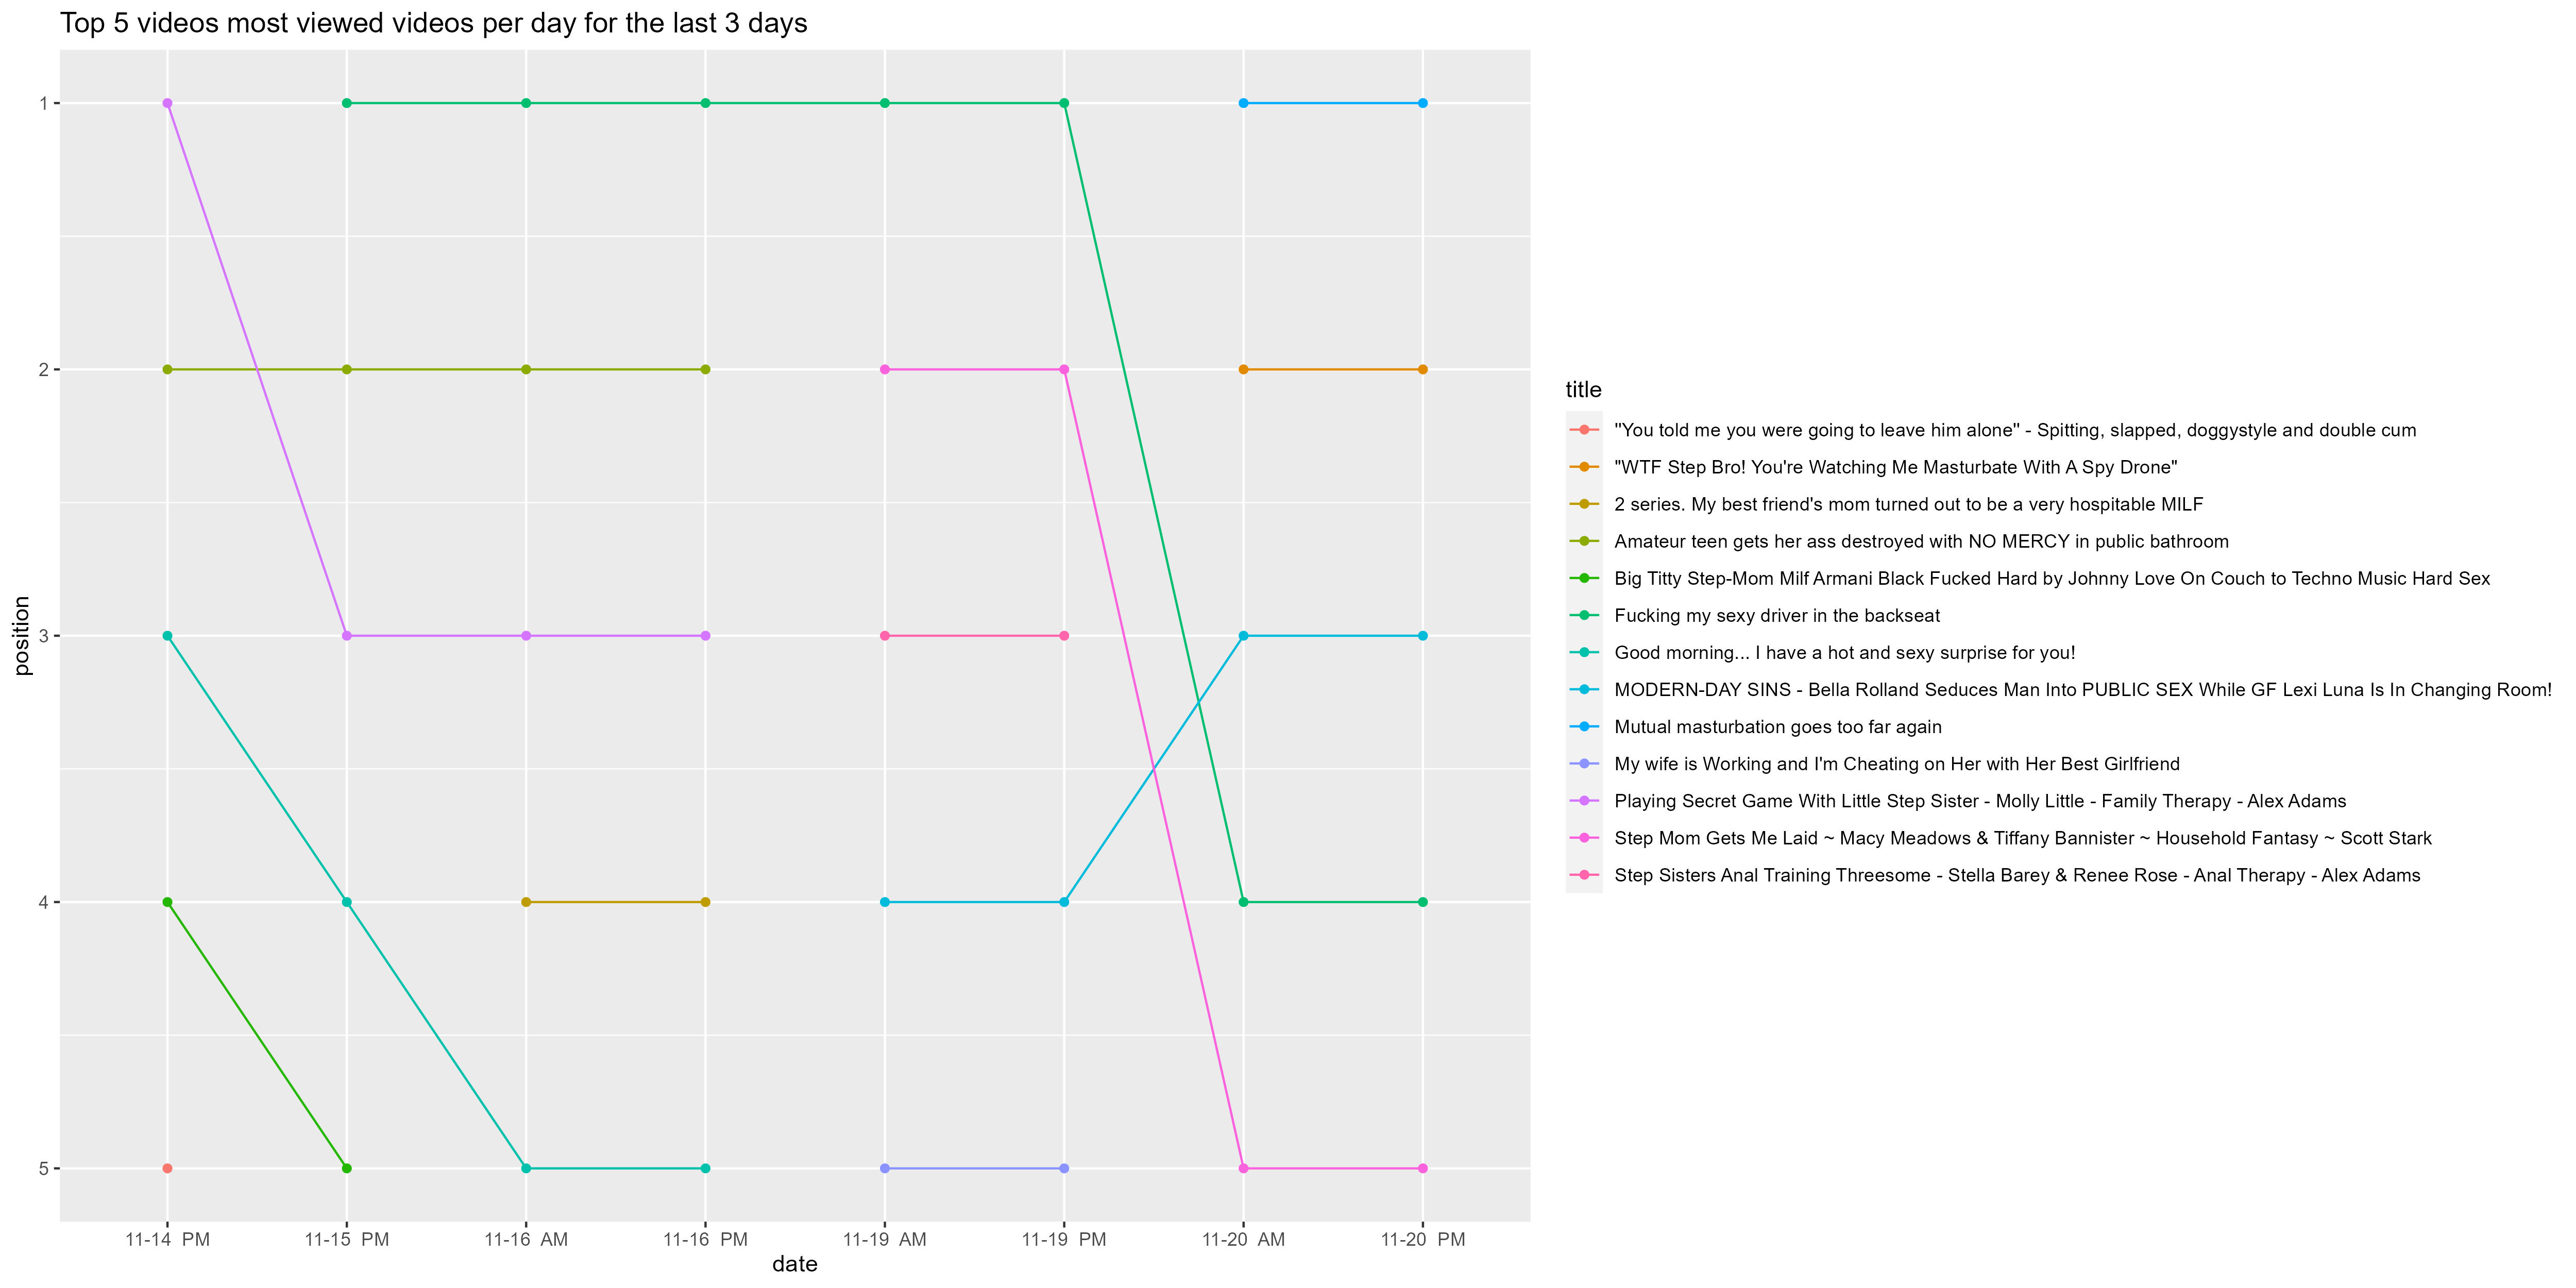 Top 5 videos most viewed videos per day for the last 3 days
position
1
2
3
4
5
11-14 PM
11-15 PM
11-16 AM
11-16 PM
11-19 AM
11-19 PM
11-20 AM
11-20 PM
date
title
"You told me you were going to leave him alone" - Spitting, slapped, doggystyle and double cum
"WTF Step Bro! You're Watching Me Masturbate With A Spy Drone"
2 series. My best friend's mom turned out to be a very hospitable MILF
Amateur teen gets her ass destroyed with NO MERCY in public bathroom
Big Titty Step-Mom Milf Armani Black Fucked Hard by Johnny Love On Couch to Techno Music Hard Sex
Fucking my sexy driver in the backseat
Good morning... I have a hot and sexy surprise for you!
MODERN-DAY SINS - Bella Rolland Seduces Man Into PUBLIC SEX While GF Lexi Luna Is In Changing Room!
Mutual masturbation goes too far again
My wife is Working and I'm Cheating on Her with Her Best Girlfriend
Playing Secret Game With Little Step Sister - Molly Little - Family Therapy - Alex Adams
Step Mom Gets Me Laid ~ Macy Meadows & Tiffany Bannister ~ Household Fantasy ~ Scott Stark
Step Sisters Anal Training Threesome - Stella Barey & Renee Rose - Anal Therapy - Alex Adams